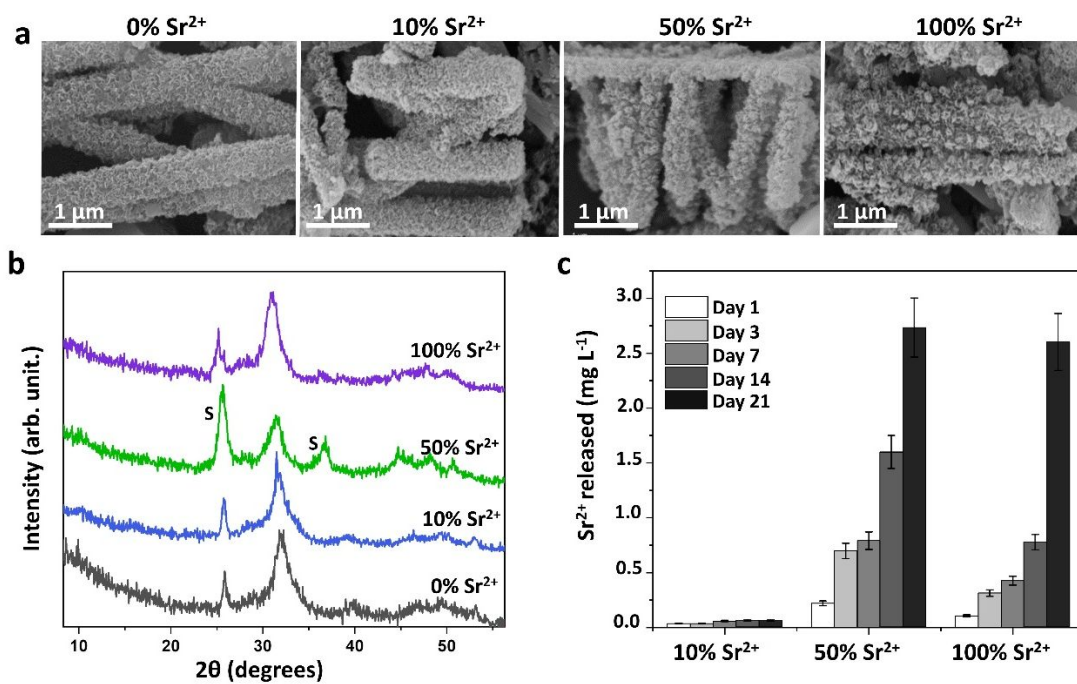 0% Sr²⁺ 10% Sr²⁺ 50% Sr²⁺ 100% Sr²⁺
a
1 µm 1 µm 1 µm 1 µm
b
Intensity (arb. unit.)
100% Sr²⁺
S S
50% Sr²⁺
10% Sr²⁺
0% Sr²⁺
10 20 30 40 50
2θ (degrees)
c
Sr²⁺ released (mg L⁻¹)
3.0
2.5
2.0
1.5
1.0
0.5
0.0
Day 1
Day 3
Day 7
Day 14
Day 21
10% Sr²⁺ 50% Sr²⁺ 100% Sr²⁺